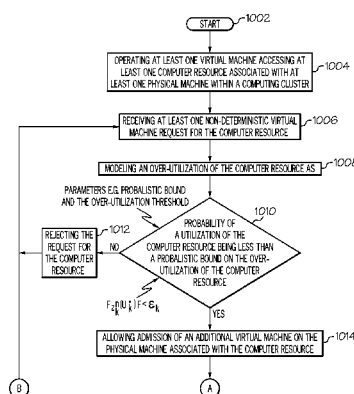 START
1002
OPERATING AT LEAST ONE VIRTUAL MACHINE ACCESSING AT
LEAST ONE COMPUTER RESOURCE ASSOCIATED WITH AT
LEAST ONE PHYSICAL MACHINE WITHIN A COMPUTING CLUSTER
1004
RECEIVING AT LEAST ONE NON-DETERMINISTIC VIRTUAL
MACHINE REQUEST FOR THE COMPUTER RESOURCE
1006
MODELING AN OVER-UTILIZATION OF THE COMPUTER RESOURCE AS
1008
PARAMETERS E.G. PROBALISTIC BOUND
AND THE OVER-UTILIZATION THRESHOLD
1010
PROBABILITY OF
A UTILIZATION OF THE
COMPUTER RESOURCE BEING LESS THAN
A PROBALISTIC BOUND ON THE OVER-
UTILIZATION OF THE COMPUTER
RESOURCE
1012
REJECTING THE
REQUEST FOR
THE COMPUTER
RESOURCE
NO
YES
ALLOWING ADMISSION OF AN ADDITIONAL VIRTUAL MACHINE ON THE
PHYSICAL MACHINE ASSOCIATED WITH THE COMPUTER RESOURCE
1014
B
A